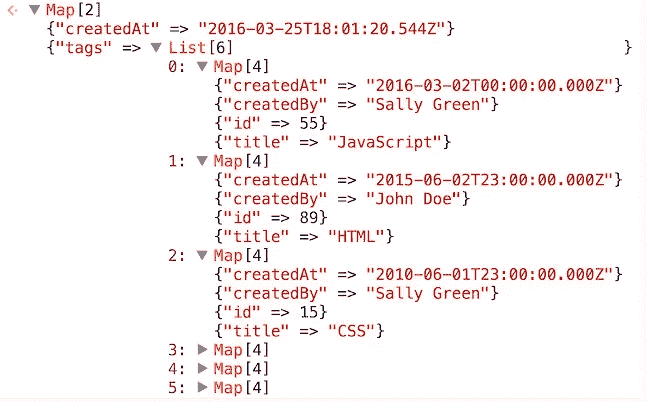 Map[2]
{"createdAt" => "2016-03-25T18:01:20.544Z"}
{"tags" => List[6] }
0: Map[4]
{"createdAt" => "2016-03-02T00:00:00.000Z"}
{"createdBy" => "Sally Green"}
{"id" => 55}
{"title" => "JavaScript"}
1: Map[4]
{"createdAt" => "2015-06-02T23:00:00.000Z"}
{"createdBy" => "John Doe"}
{"id" => 89}
{"title" => "HTML"}
2: Map[4]
{"createdAt" => "2010-06-01T23:00:00.000Z"}
{"createdBy" => "Sally Green"}
{"id" => 15}
{"title" => "CSS"}
3: Map[4]
4: Map[4]
5: Map[4]